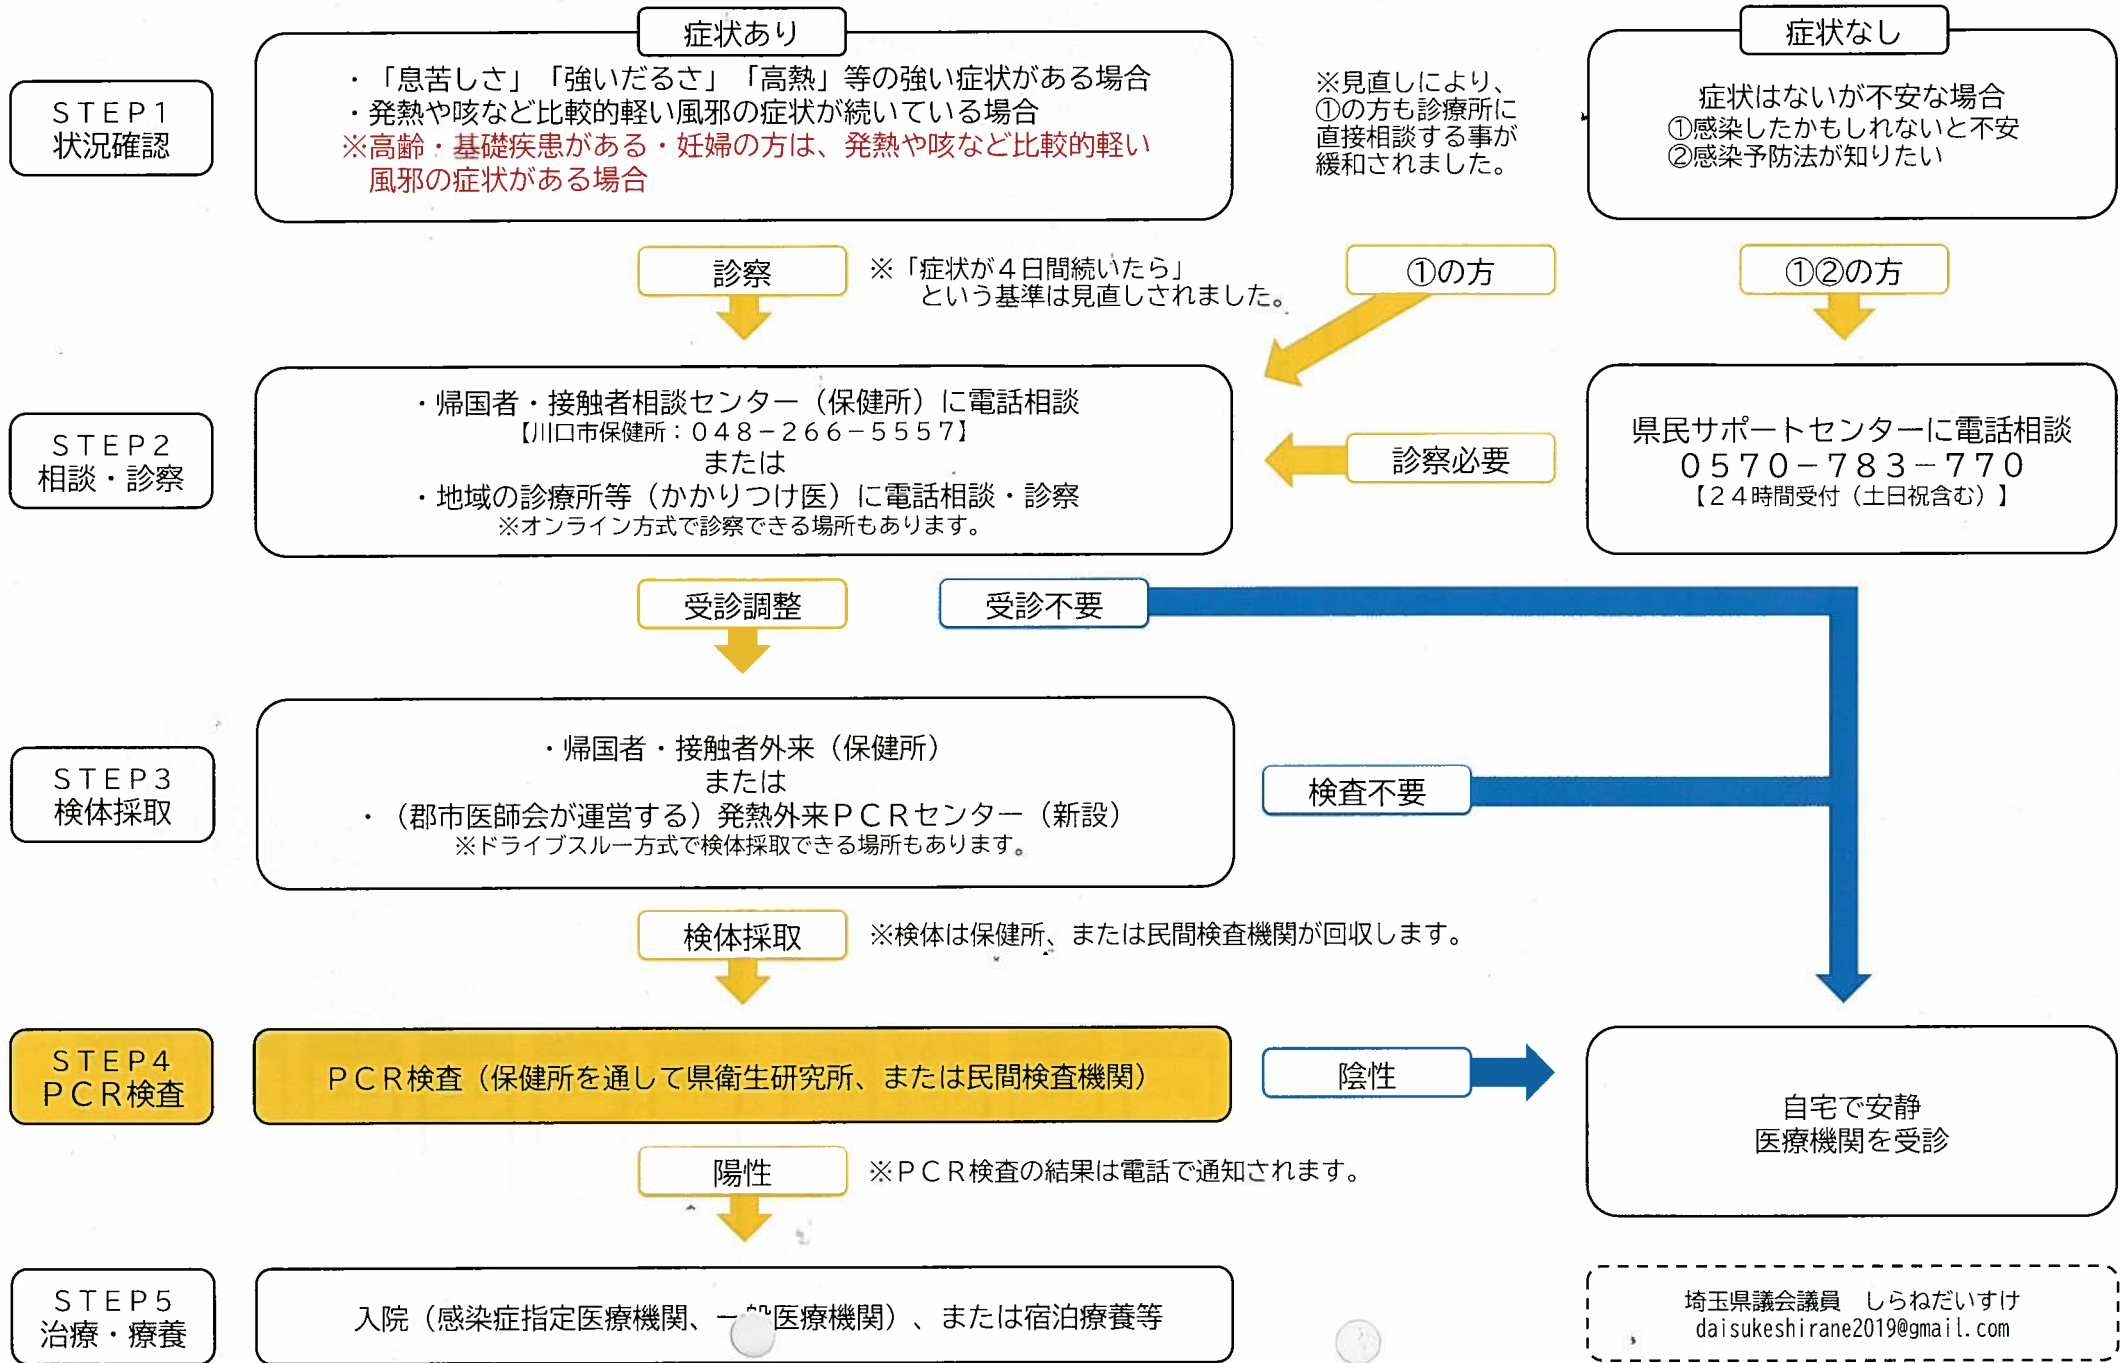 症状あり
症状なし
STEP1
状況確認
・「息苦しさ」「強いだるさ」「高熱」等の強い症状がある場合
・発熱や咳など比較的軽い風邪の症状が続いている場合
※高齢・基礎疾患がある・妊婦の方は、発熱や咳など比較的軽い
風邪の症状がある場合
※見直しにより、
①の方も診療所に
直接相談する事が
緩和されました。
症状はないが不安な場合
①感染したかもしれないと不安
②感染予防法が知りたい
診察
※「症状が4日間続いたら」
という基準は見直しされました。
①の方
①②の方
STEP2
相談・診察
・帰国者・接触者相談センター（保健所）に電話相談
【川口市保健所：048－266－5557】
または
・地域の診療所等（かかりつけ医）に電話相談・診察
※オンライン方式で診察できる場所もあります。
診察必要
県民サポートセンターに電話相談
0570－783－770
【24時間受付（土日祝含む）】
受診調整
受診不要
STEP3
検体採取
・帰国者・接触者外来（保健所）
または
・（郡市医師会が運営する）発熱外来PCRセンター（新設）
※ドライブスルー方式で検体採取できる場所もあります。
検査不要
検体採取
※検体は保健所、または民間検査機関が回収します。
STEP4
PCR検査
PCR検査（保健所を通して県衛生研究所、または民間検査機関）
陰性
自宅で安静
医療機関を受診
陽性
※PCR検査の結果は電話で通知されます。
STEP5
治療・療養
入院（感染症指定医療機関、一般医療機関）、または宿泊療養等
埼玉県議会議員　しらねだいすけ
daisukeshirane2019@gmail.com